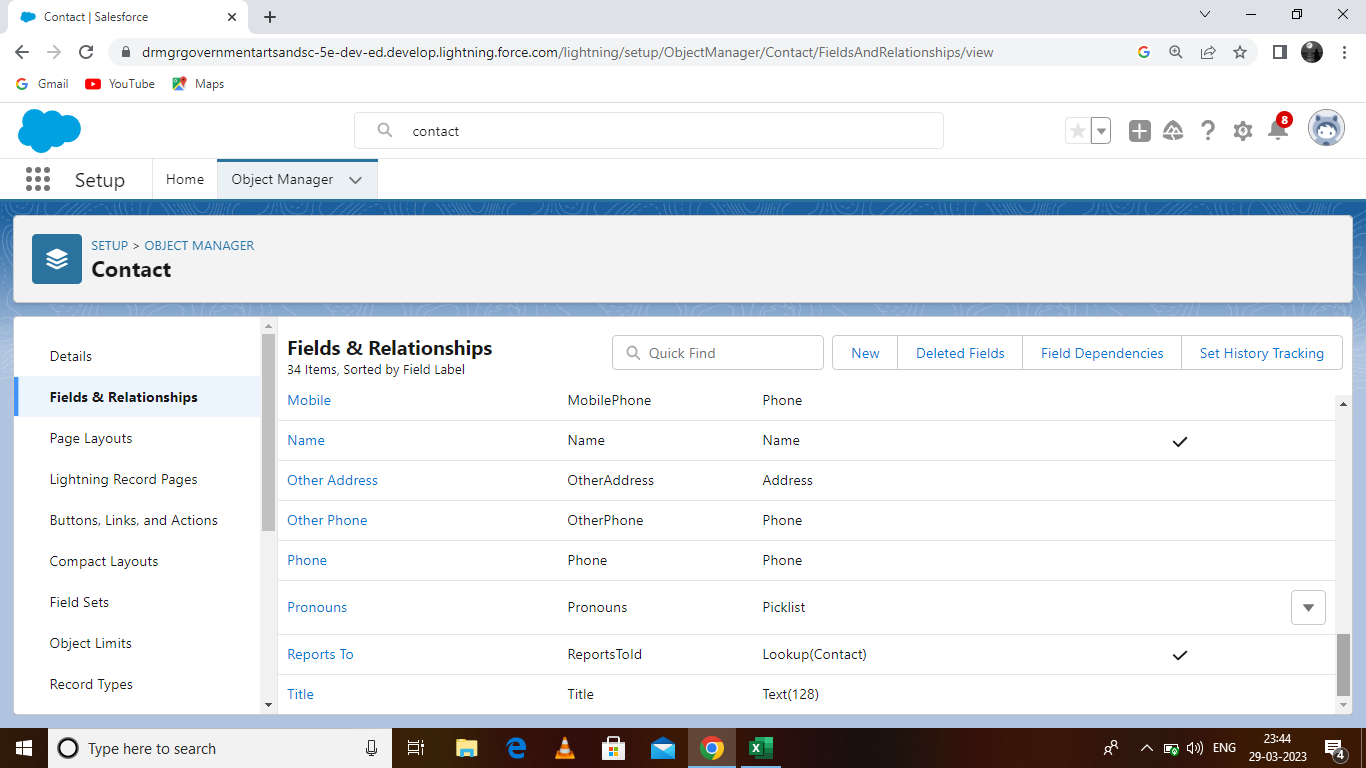 Contact | Salesforce
drmgrgovernmentartsandsc-5e-dev-ed.develop.lightning.force.com/lightning/setup/ObjectManager/Contact/FieldsAndRelationships/view
Gmail YouTube Maps
contact
8
Setup Home Object Manager
SETUP > OBJECT MANAGER
Contact
Details
Fields & Relationships
Page Layouts
Lightning Record Pages
Buttons, Links, and Actions
Compact Layouts
Field Sets
Object Limits
Record Types
Fields & Relationships
34 Items, Sorted by Field Label
Quick Find
New Deleted Fields Field Dependencies Set History Tracking
Mobile MobilePhone Phone
Name Name Name
Other Address OtherAddress Address
Other Phone OtherPhone Phone
Phone Phone Phone
Pronouns Pronouns Picklist
Reports To ReportsToId Lookup(Contact)
Title Title Text(128)
Type here to search
ENG
23:44
29-03-2023
4